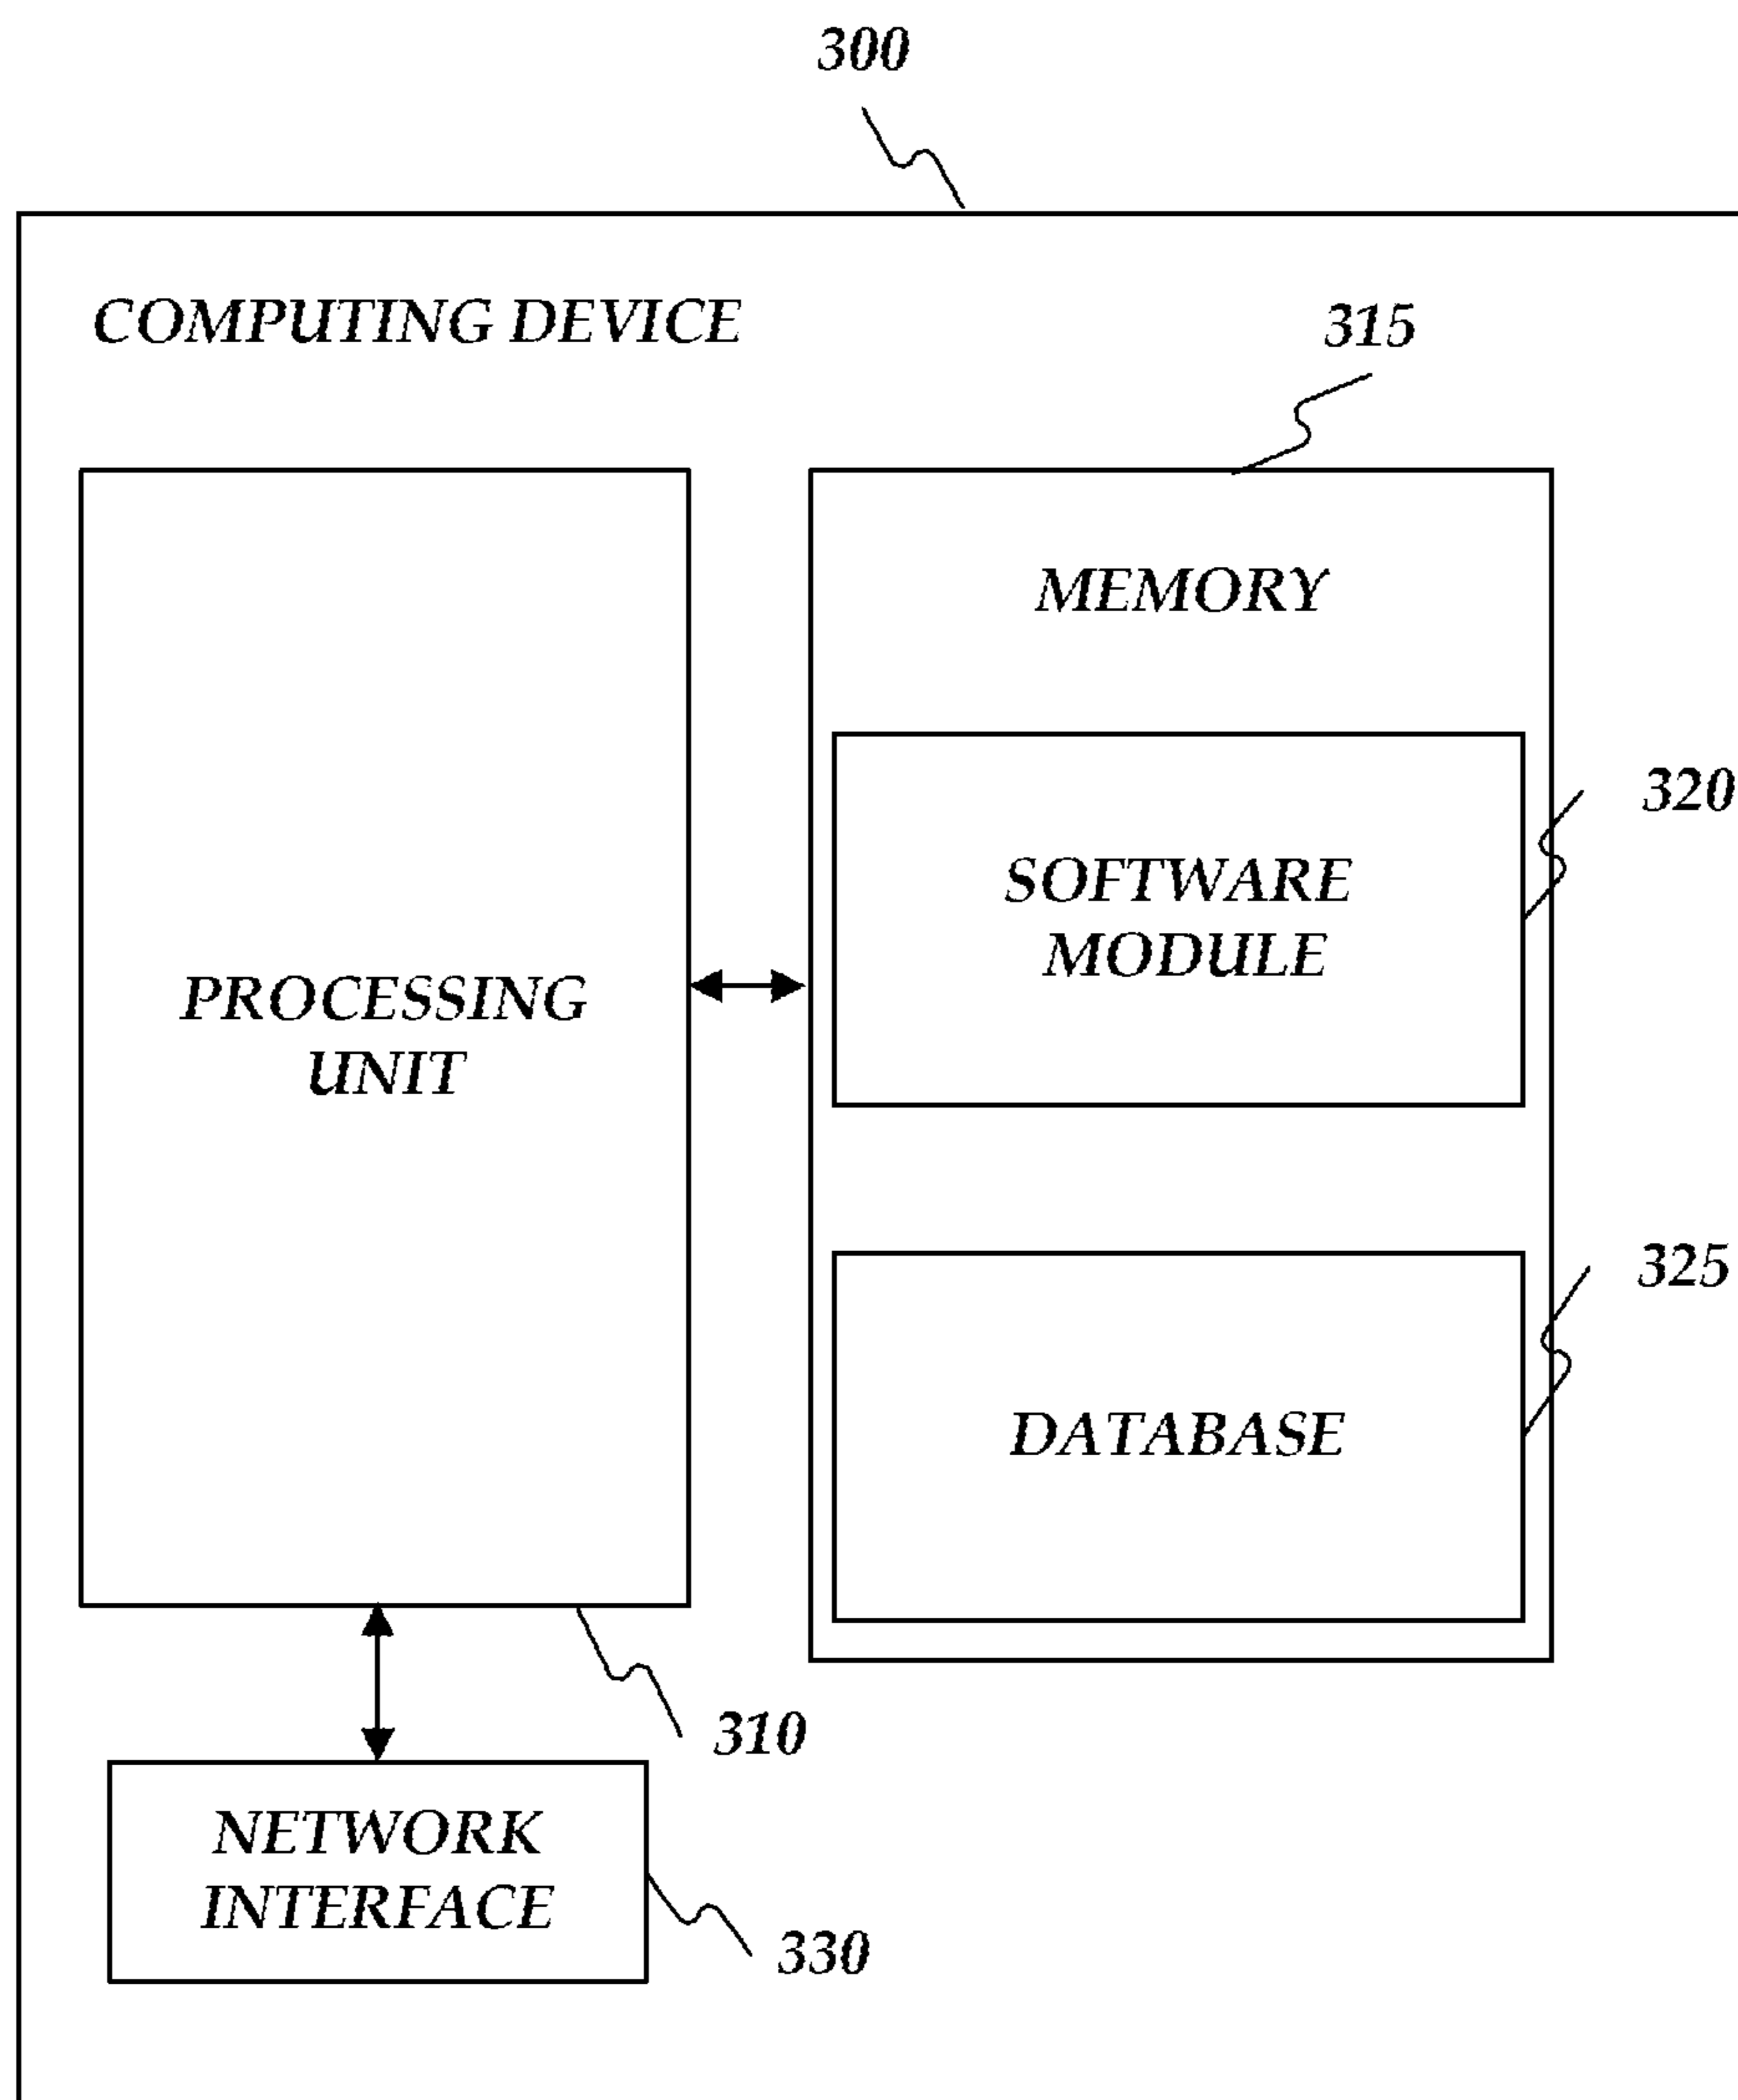 300
COMPUTING DEVICE
315
MEMORY
320
SOFTWARE
MODULE
PROCESSING
UNIT
325
DATABASE
310
NETWORK
INTERFACE
330